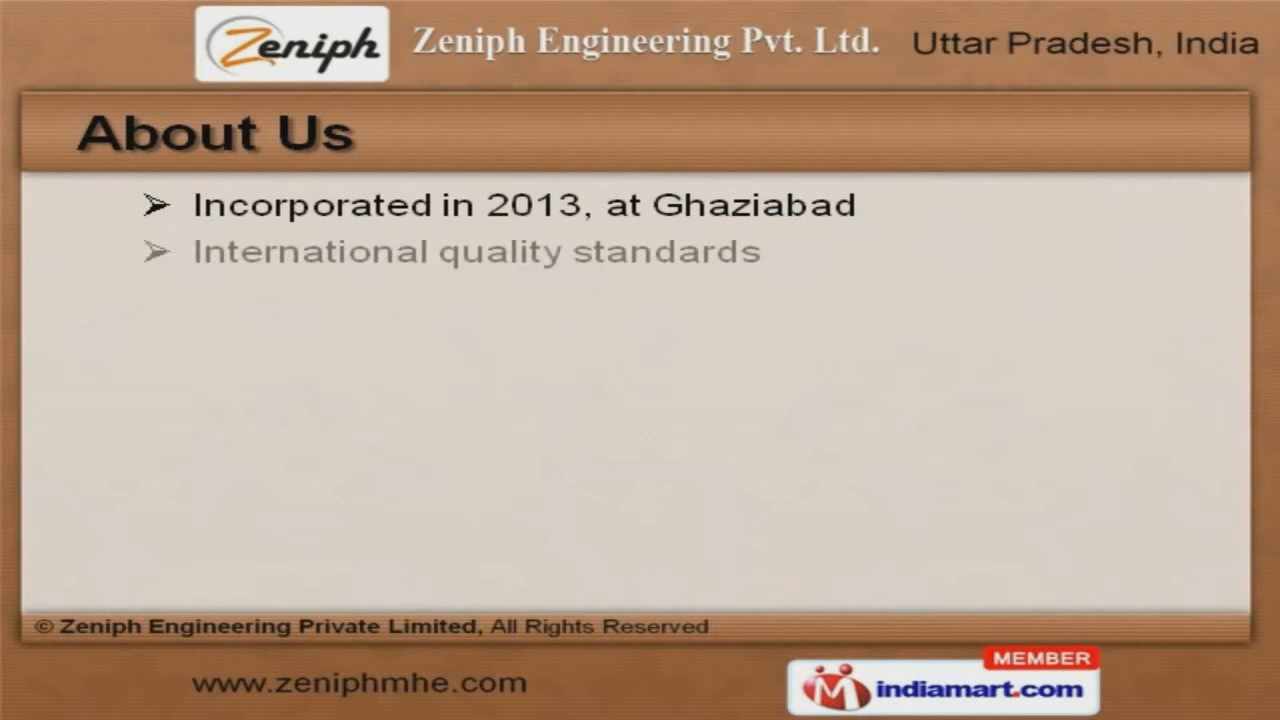 Zeniph
Zeniph Engineering Pvt. Ltd.
Uttar Pradesh, India
About Us
➢ Incorporated in 2013, at Ghaziabad
➢ International quality standards
© Zeniph Engineering Private Limited, All Rights Reserved
www.zeniphmhe.com
MEMBER
indiamart.com